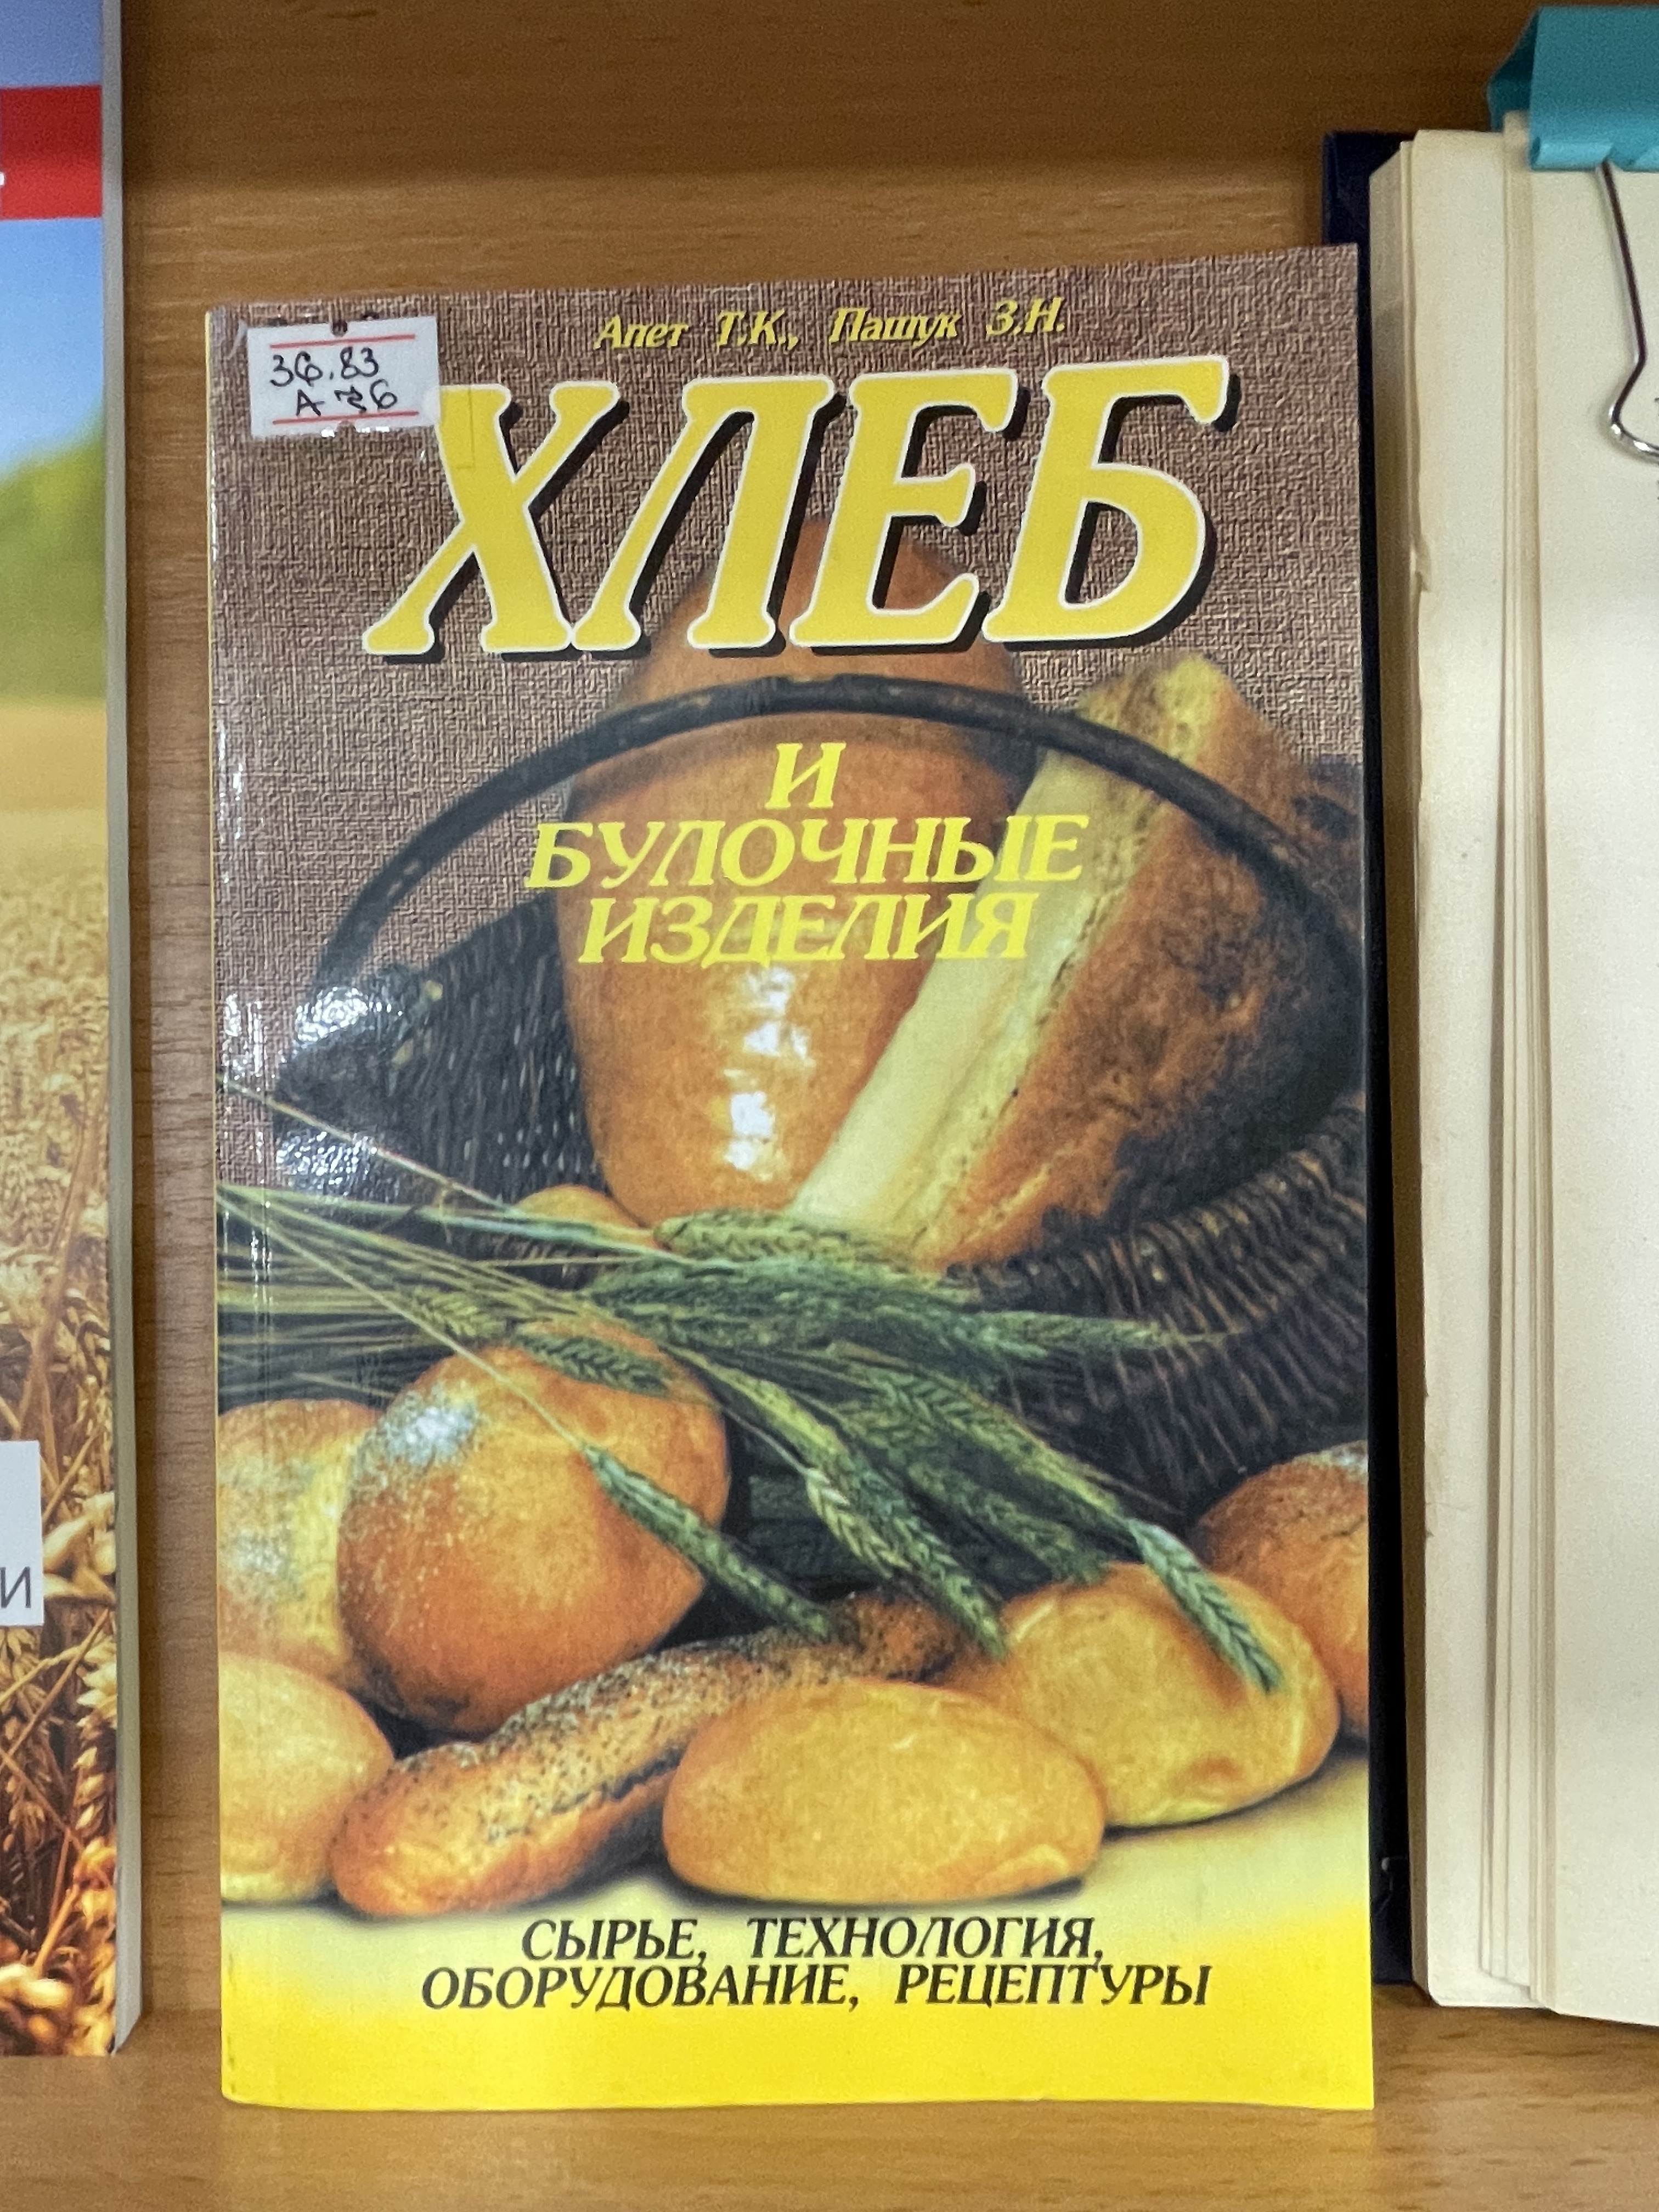 36.83
А 76
Апет Т.К., Пашук З.Н.
ХЛЕБ
И
БУЛОЧНЫЕ
ИЗДЕЛИЯ
СЫРЬЕ, ТЕХНОЛОГИЯ,
ОБОРУДОВАНИЕ, РЕЦЕПТУРЫ
И